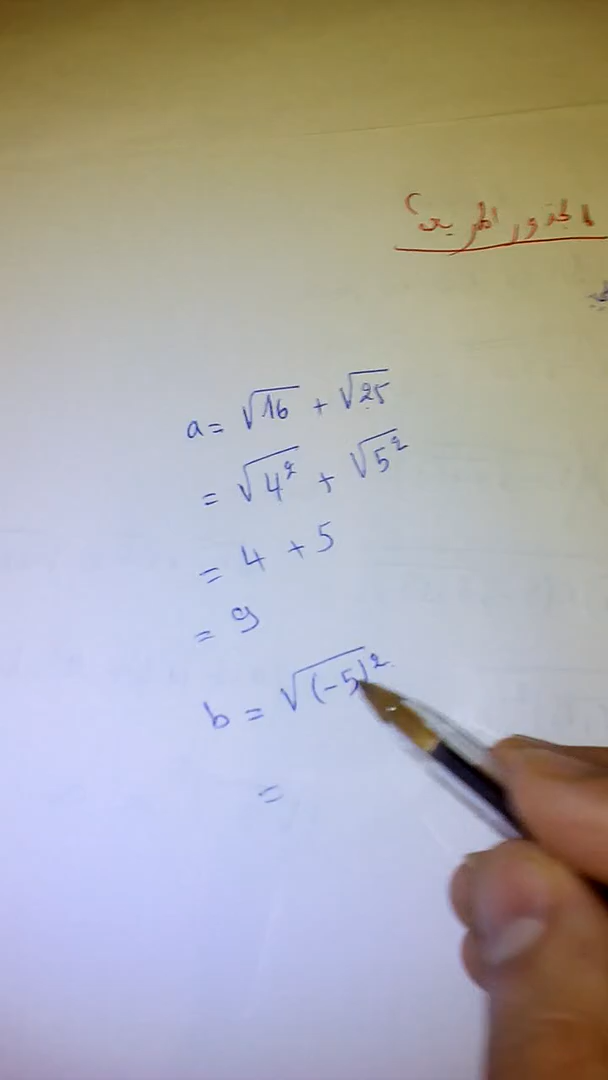 الجذور المربعة
a = √16 + √25
= √4² + √5²
= 4 + 5
= 9
b = √(-5)²
=